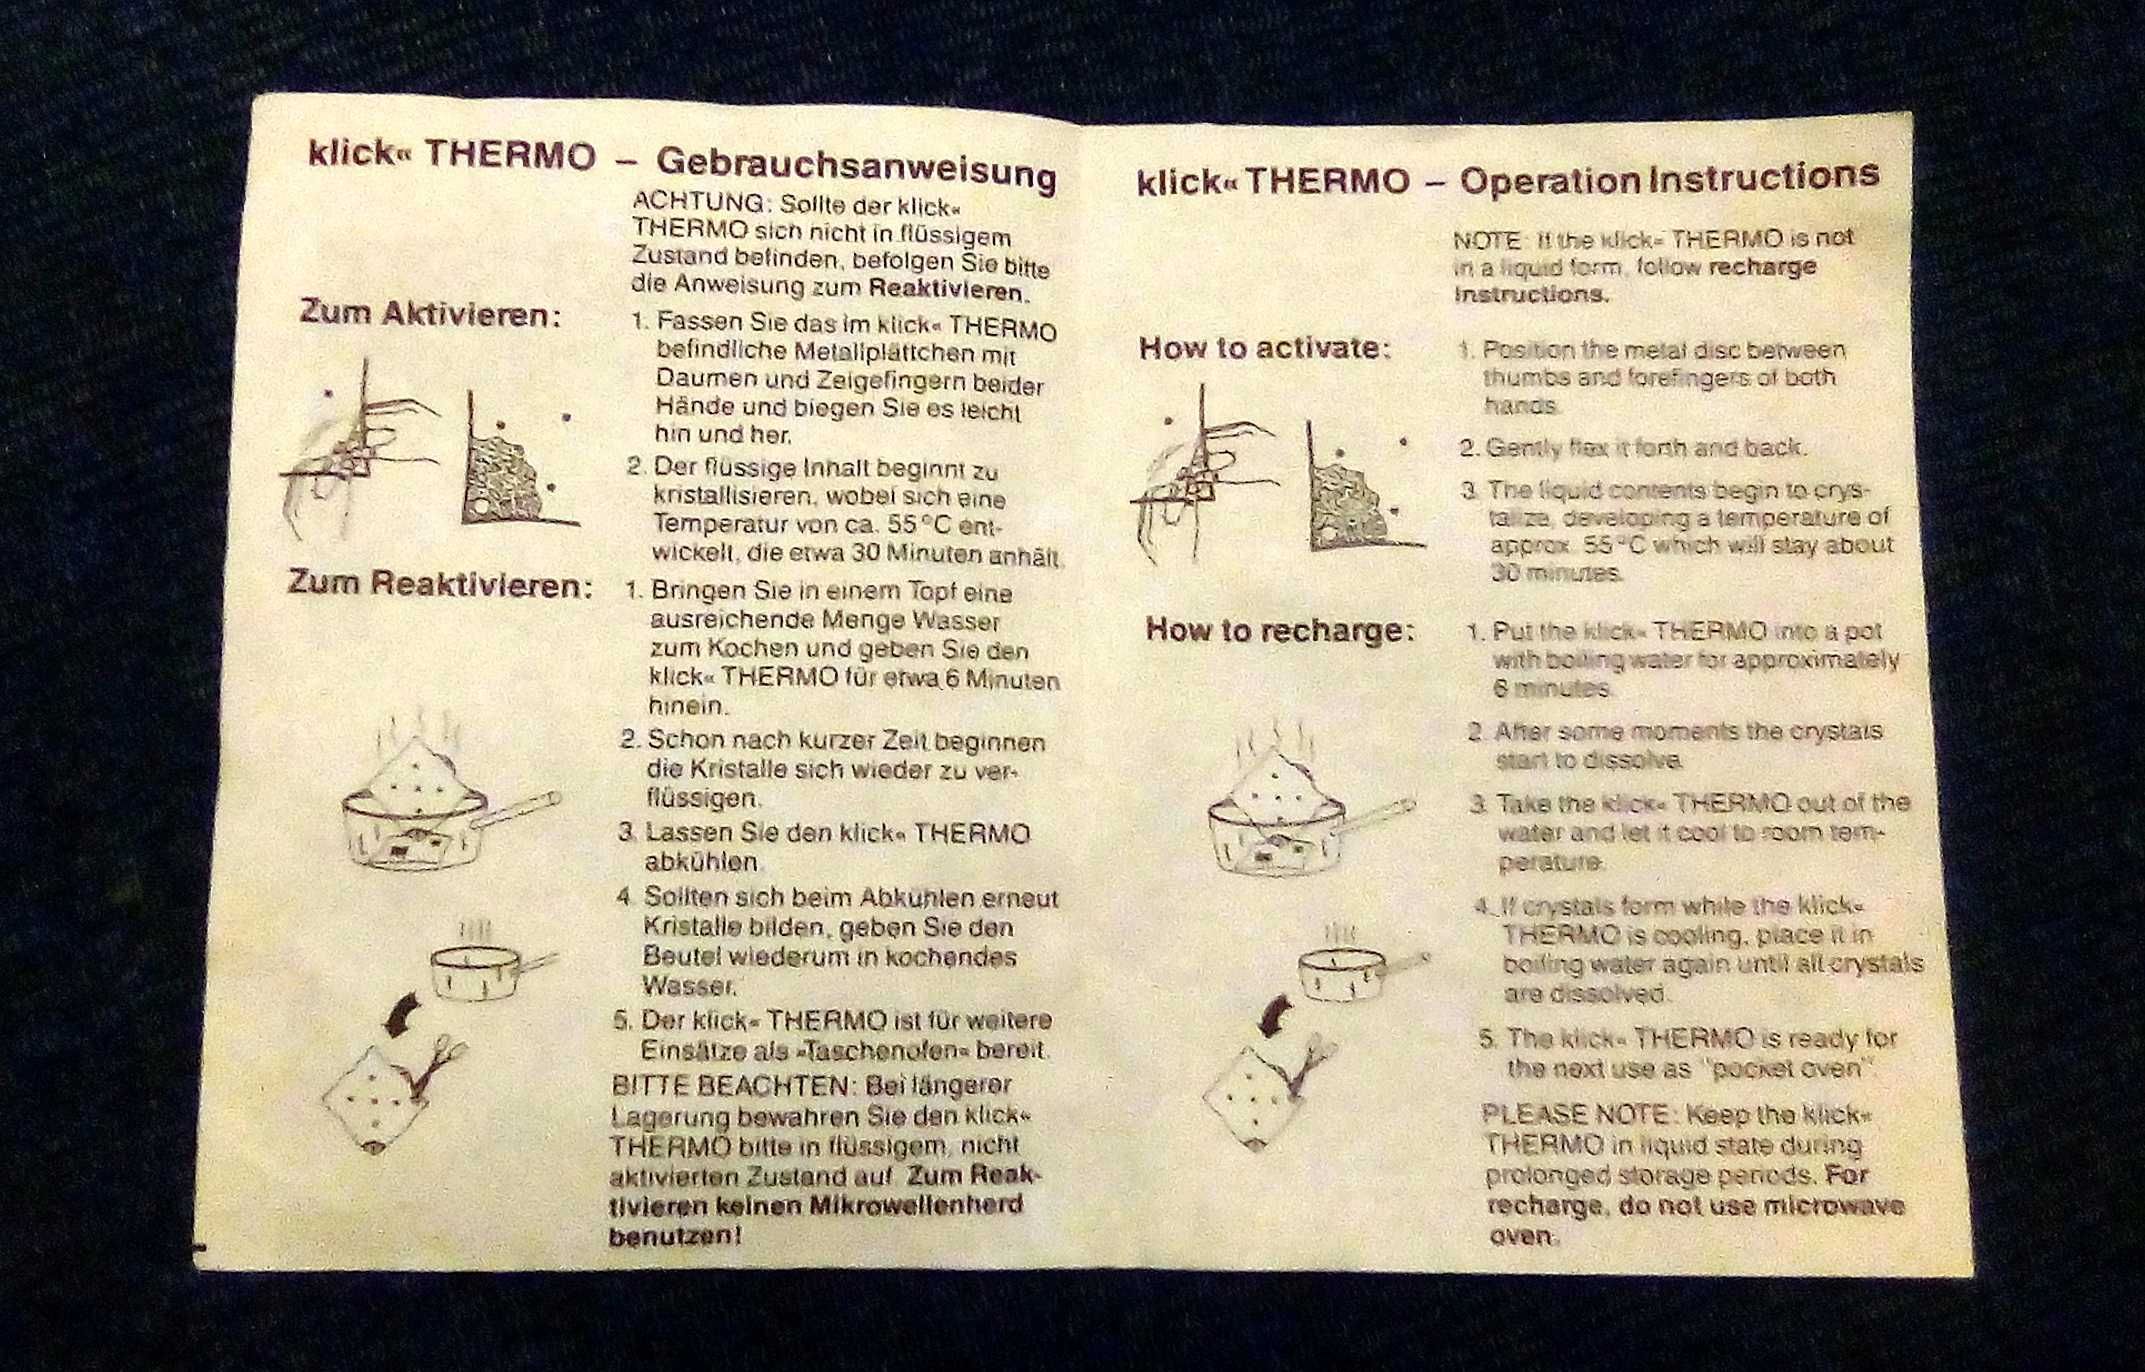 klick« THERMO – Gebrauchsanweisung
ACHTUNG: Sollte der klick«
THERMO sich nicht in flüssigem
Zustand befinden, befolgen Sie bitte
die Anweisung zum Reaktivieren.
Zum Aktivieren:
1. Fassen Sie das im klick« THERMO
befindliche Metallplättchen mit
Daumen und Zeigefingern beider
Hände und biegen Sie es leicht
hin und her.
2. Der flüssige Inhalt beginnt zu
kristallisieren, wobei sich eine
Temperatur von ca. 55 °C ent-
wickelt, die etwa 30 Minuten anhält.
Zum Reaktivieren:
1. Bringen Sie in einem Topf eine
ausreichende Menge Wasser
zum Kochen und geben Sie den
klick« THERMO für etwa 6 Minuten
hinein.
2. Schon nach kurzer Zeit beginnen
die Kristalle sich wieder zu ver-
flüssigen.
3. Lassen Sie den klick« THERMO
abkühlen.
4. Sollten sich beim Abkühlen erneut
Kristalle bilden, geben Sie den
Beutel wiederum in kochendes
Wasser.
5. Der klick« THERMO ist für weitere
Einsätze als »Taschenofen« bereit.
BITTE BEACHTEN: Bei längerer
Lagerung bewahren Sie den klick«
THERMO bitte in flüssigem, nicht
aktivierten Zustand auf. Zum Reak-
tivieren keinen Mikrowellenherd
benutzen!
klick« THERMO – Operation Instructions
NOTE: If the klick« THERMO is not
in a liquid form, follow recharge
Instructions.
How to activate:
1. Position the metal disc between
thumbs and forefingers of both
hands.
2. Gently flex it forth and back.
3. The liquid contents begin to crys-
talize, developing a temperature of
approx. 55 °C which will stay about
30 minutes.
How to recharge:
1. Put the klick« THERMO into a pot
with boiling water for approximately
6 minutes.
2. After some moments the crystals
start to dissolve.
3. Take the klick« THERMO out of the
water and let it cool to room tem-
perature.
4. If crystals form while the klick«
THERMO is cooling, place it in
boiling water again until all crystals
are dissolved.
5. The klick« THERMO is ready for
the next use as "pocket oven".
PLEASE NOTE: Keep the klick«
THERMO in liquid state during
prolonged storage periods. For
recharge, do not use microwave
oven.